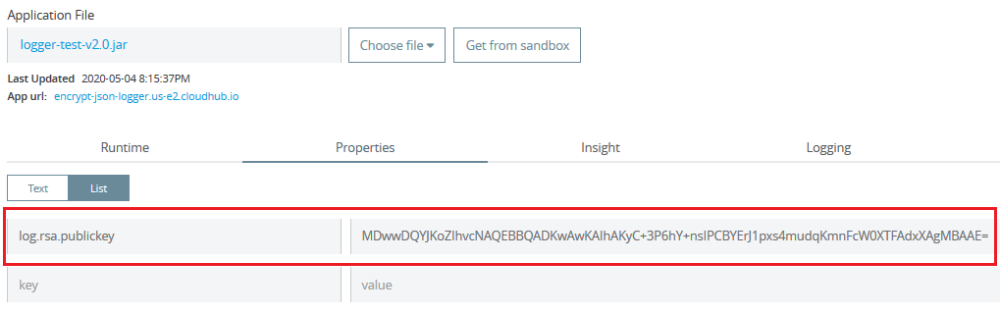 Application File
logger-test-v2.0.jar
Choose file
Get from sandbox
Last Updated 2020-05-04 8:15:37PM
App url: encrypt-json-logger.us-e2.cloudhub.io
Runtime
Properties
Insight
Logging
Text
List
log.rsa.publickey
MDwwDQYJKoZIhvcNAQEBBQADKwAwKAIhAKyC+3P6hY+nslPCBYErJ1pxs4mudqKmnFcW0XTFAdxXAgMBAAE=
key
value